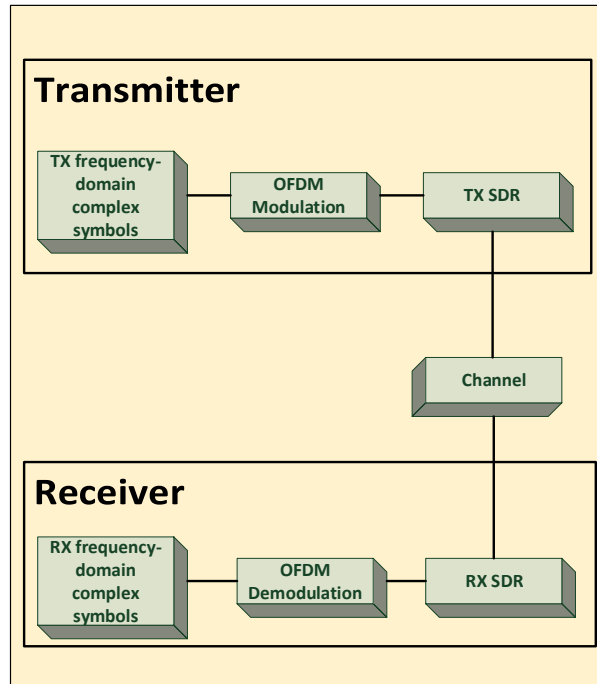 Transmitter
TX frequency-
domain
complex
symbols
OFDM
Modulation
TX SDR
Channel
Receiver
RX frequency-
domain
complex
symbols
OFDM
Demodulation
RX SDR